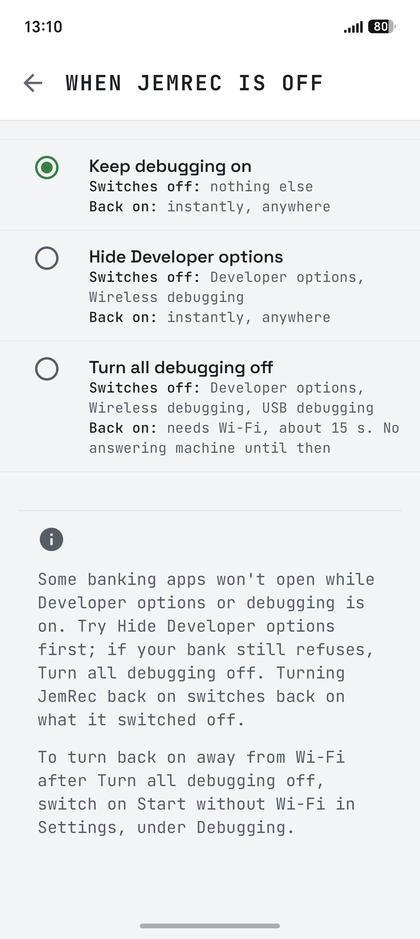 13:10
80
WHEN JEMREC IS OFF
Keep debugging on
Switches off: nothing else
Back on: instantly, anywhere
Hide Developer options
Switches off: Developer options,
Wireless debugging
Back on: instantly, anywhere
Turn all debugging off
Switches off: Developer options,
Wireless debugging, USB debugging
Back on: needs Wi-Fi, about 15 s. No
answering machine until then
Some banking apps won't open while
Developer options or debugging is
on. Try Hide Developer options
first; if your bank still refuses,
Turn all debugging off. Turning
JemRec back on switches back on
what it switched off.
To turn back on away from Wi-Fi
after Turn all debugging off,
switch on Start without Wi-Fi in
Settings, under Debugging.